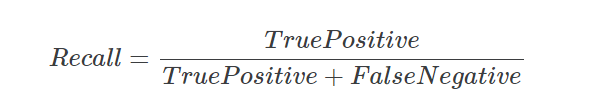 Recall = TruePositive / TruePositive + FalseNegative